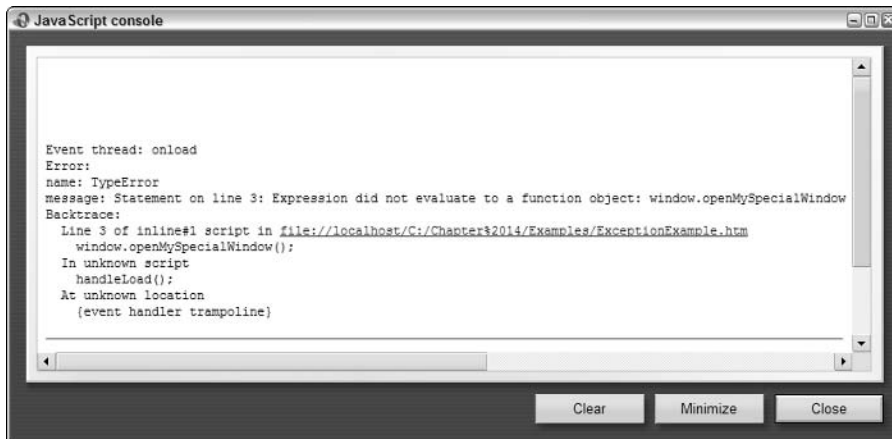 JavaScript console
Event thread: onload
Error:
name: TypeError
message: Statement on line 3: Expression did not evaluate to a function object: window.openMySpecialWindow
Backtrace:
Line 3 of inline#1 script in file://localhost/C:/Chapter%2014/Examples/ExceptionExample.htm
window.openMySpecialWindow();
In unknown script
handleLoad();
At unknown location
{event handler trampoline}
Clear
Minimize
Close